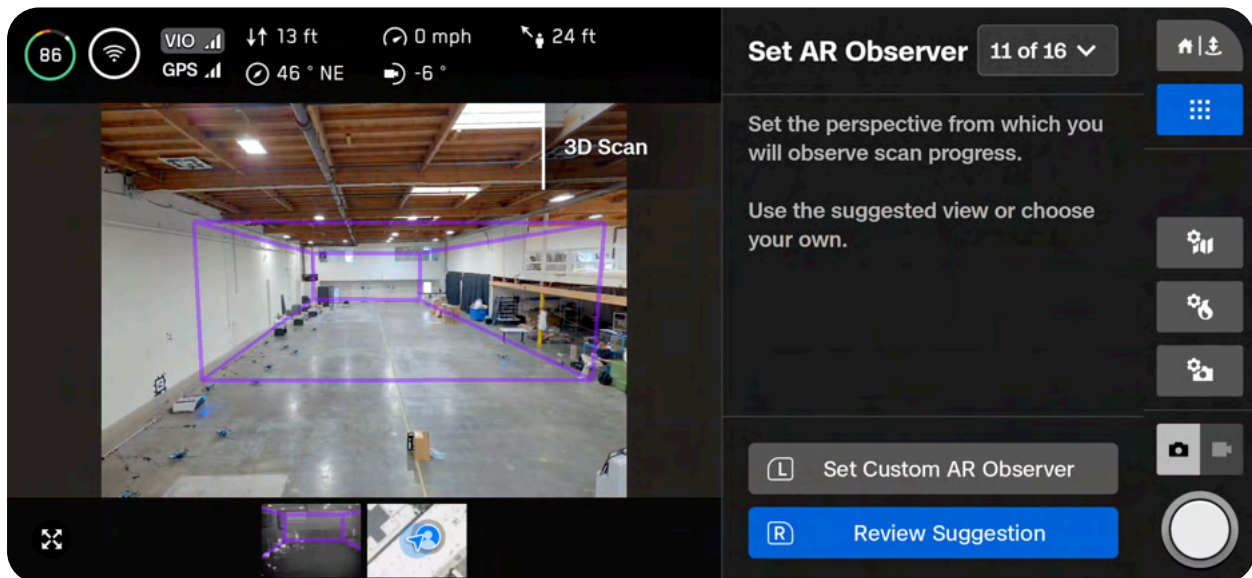 86
VIO
GPS
13 ft
0 mph
24 ft
46 ° NE
-6 °
3D Scan
Set AR Observer
11 of 16
Set the perspective from which you
will observe scan progress.
Use the suggested view or choose
your own.
L Set Custom AR Observer
R Review Suggestion